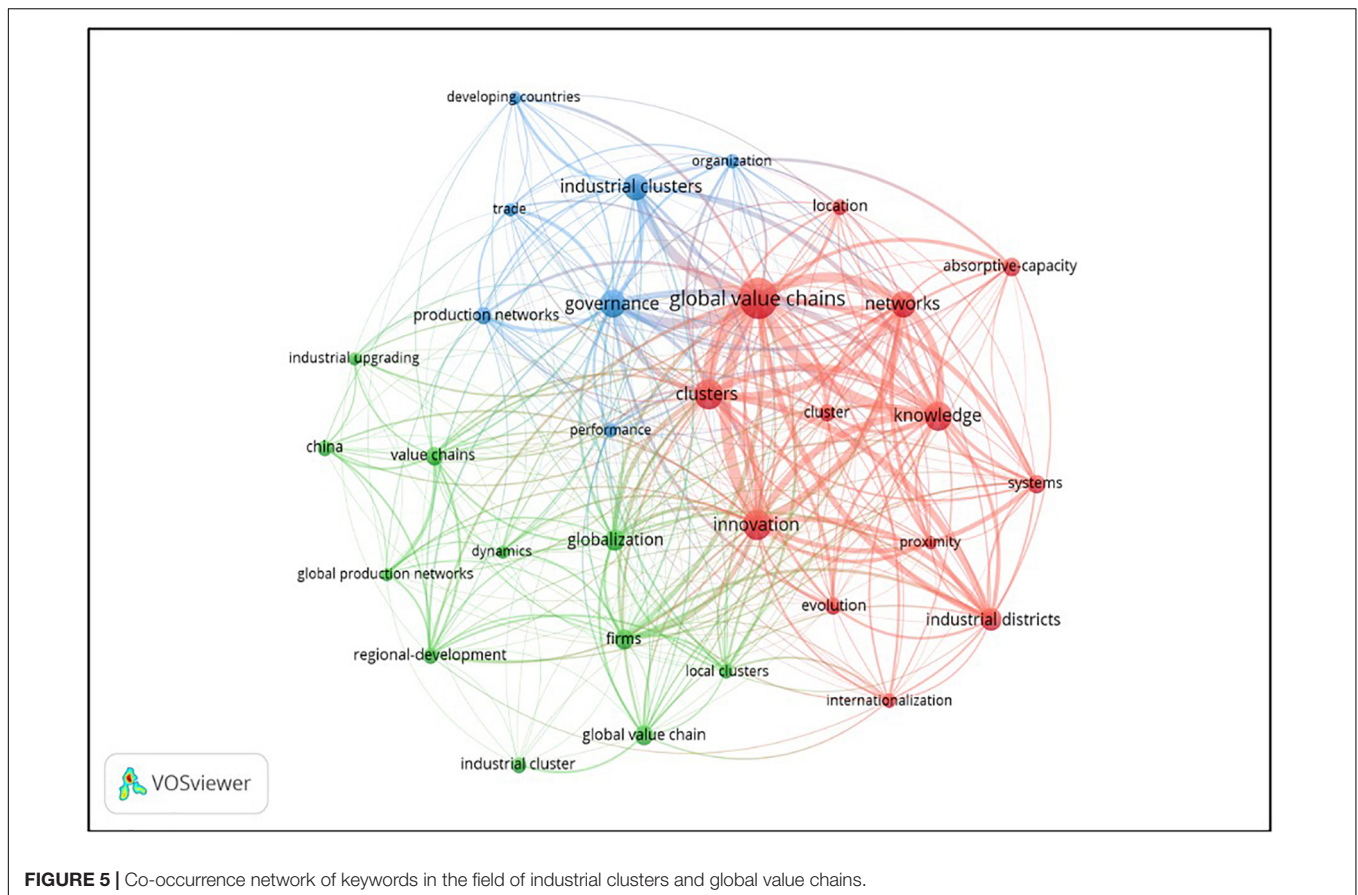 developing countries
organization
industrial clusters
location
trade
absorptive-capacity
global value chains
governance
networks
production networks
industrial upgrading
clusters
cluster
knowledge
performance
china
value chains
systems
innovation
globalization
proximity
dynamics
global production networks
evolution
industrial districts
firms
regional-development
local clusters
internationalization
global value chain
industrial cluster
VOSviewer
FIGURE 5 | Co-occurrence network of keywords in the field of industrial clusters and global value chains.